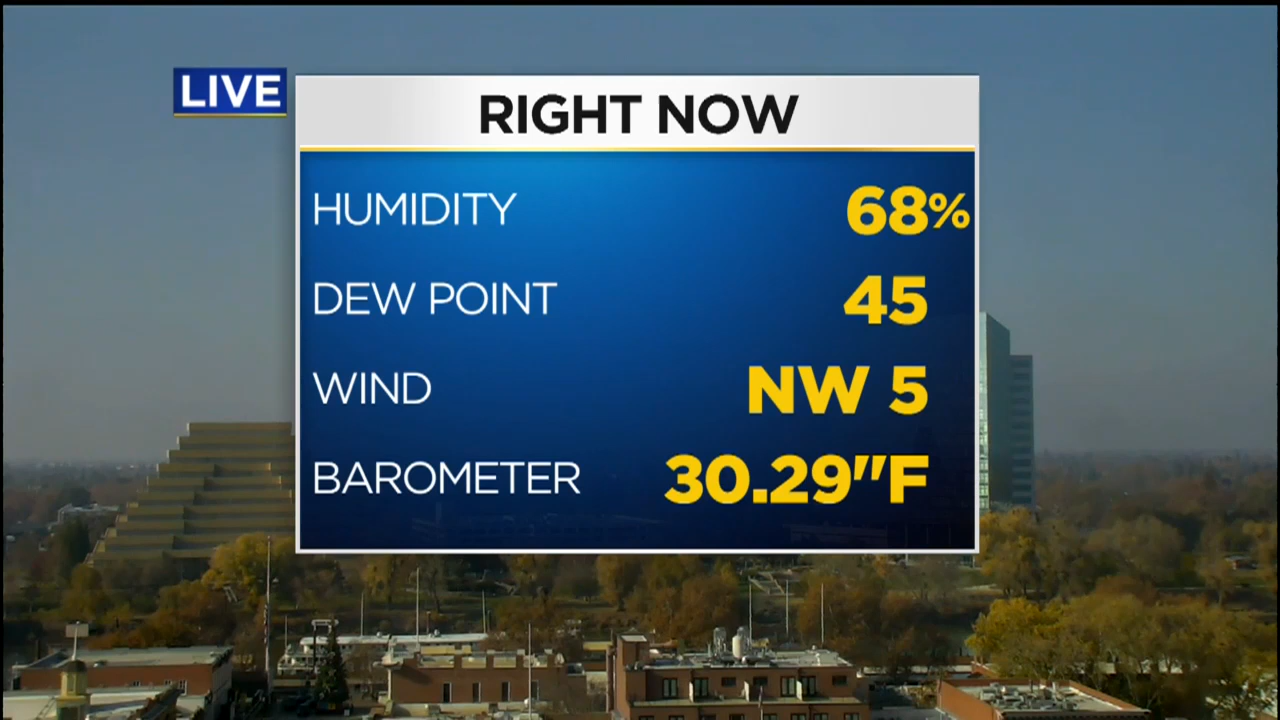 LIVE
RIGHT NOW
HUMIDITY 68%
DEW POINT 45
WIND NW 5
BAROMETER 30.29"F